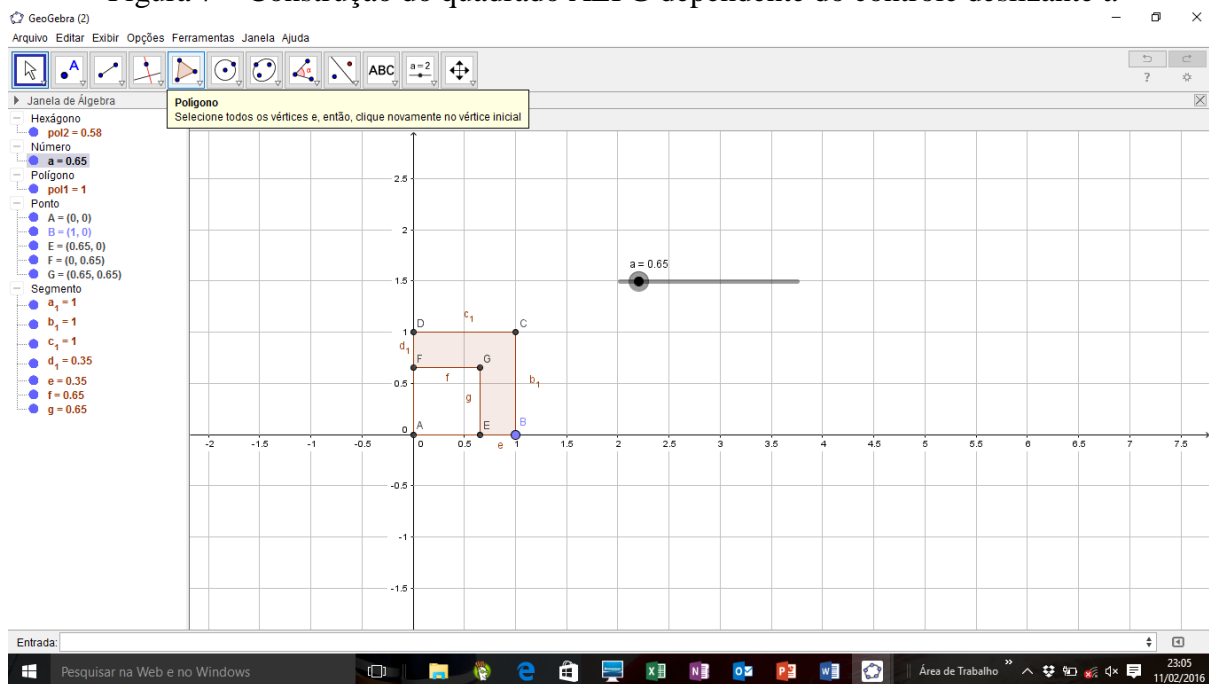 Figura 7 – Construção do quadrado AEFG dependente do controle deslizante a
GeoGebra (2)
Arquivo Editar Exibir Opções Ferramentas Janela Ajuda
A
α
ABC
a = 2
?
Janela de Álgebra
Polígono
Selecione todos os vértices e, então, clique novamente no vértice inicial
Hexágono
pol2 = 0.58
Número
a = 0.65
Polígono
pol1 = 1
Ponto
A = (0, 0)
B = (1, 0)
E = (0.65, 0)
F = (0, 0.65)
G = (0.65, 0.65)
Segmento
a1 = 1
b1 = 1
c1 = 1
d1 = 0.35
e = 0.35
f = 0.65
g = 0.65
2.5
2
a = 0.65
1.5
c1
D C
1
d1
F G
f b1
0.5
g
0 A E B
-2 -1.5 -1 -0.5 0 0.5 e 1 1.5 2 2.5 3 3.5 4 4.5 5 5.5 6 6.5 7 7.5
-0.5
-1
-1.5
Entrada:
Pesquisar na Web e no Windows
Área de Trabalho
23:05
11/02/2016